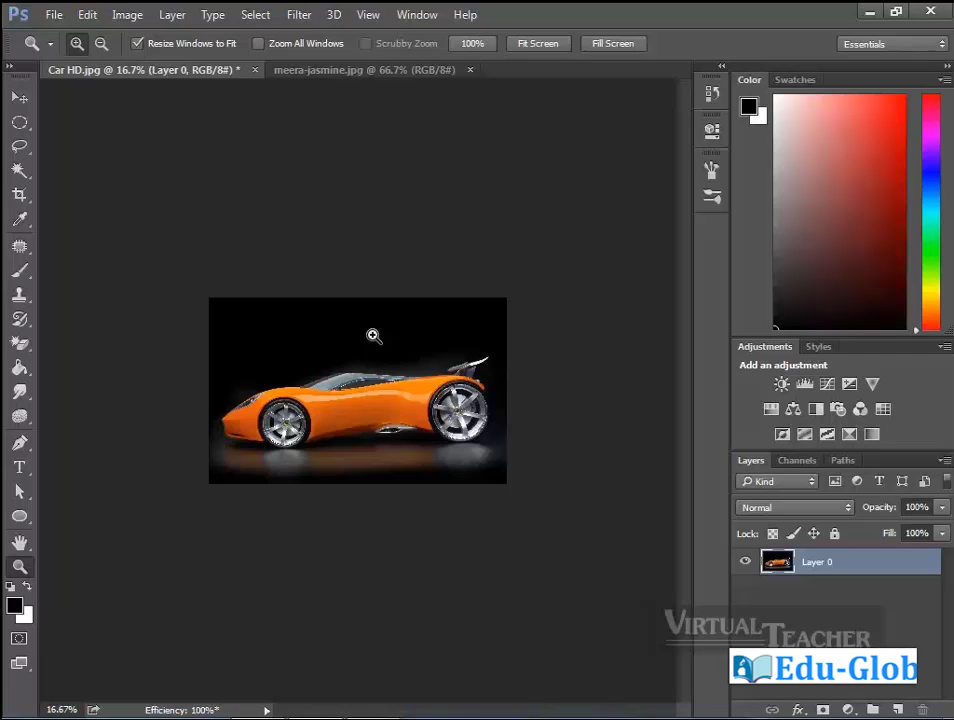 Ps File Edit Image Layer Type Select Filter 3D View Window Help
Resize Windows to Fit Zoom All Windows Scrubby Zoom 100% Fit Screen Fill Screen Essentials
Car HD.jpg @ 16.7% (Layer 0, RGB/8#) * meera-jasmine.jpg @ 66.7% (RGB/8#)
Color Swatches
Adjustments Styles
Add an adjustment
Layers Channels Paths
Kind
Normal Opacity: 100%
Lock: Fill: 100%
Layer 0
VIRTUAL TEACHER
Edu-Glob
16.67% Efficiency: 100%*